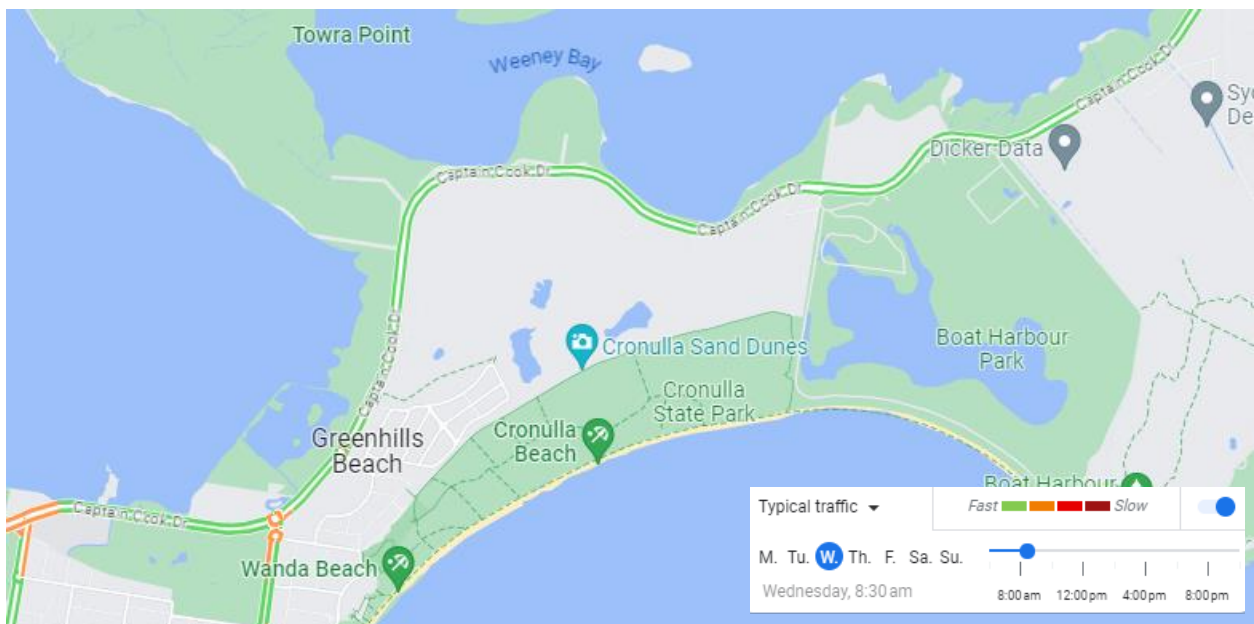 Towra Point
Weeney Bay
Captain Cook Dr
Dicker Data
Captain Cook Dr
Captain Cook Dr
Captain Cook Dr
Cronulla Sand Dunes
Boat Harbour
Park
Cronulla
State Park
Cronulla
Beach
Greenhills
Beach
Boat Harbour
Captain Cook Dr
Wanda Beach
Typical traffic
Fast
Slow
M. Tu. W. Th. F. Sa. Su.
Wednesday, 8:30 am
8:00 am 12:00 pm 4:00 pm 8:00 pm